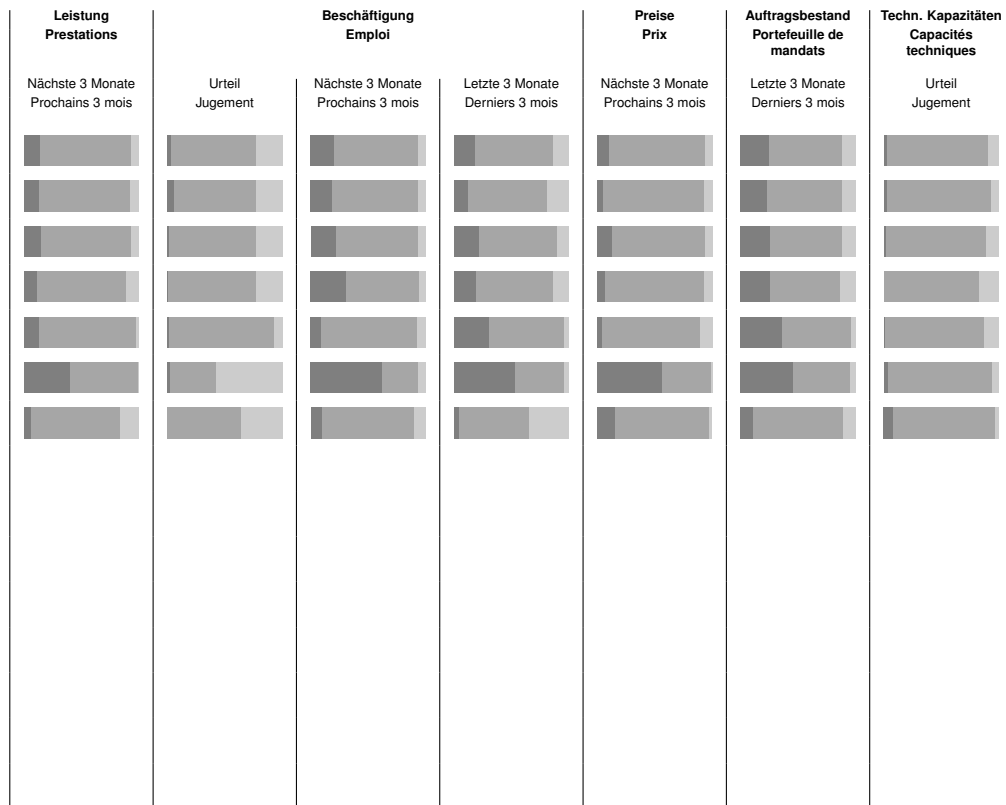 Leistung
Prestations
Beschäftigung
Emploi
Preise
Prix
Auftragsbestand
Portefeuille de
mandats
Techn. Kapazitäten
Capacités
techniques
Nächste 3 Monate
Prochains 3 mois
Urteil
Jugement
Nächste 3 Monate
Prochains 3 mois
Letzte 3 Monate
Derniers 3 mois
Nächste 3 Monate
Prochains 3 mois
Letzte 3 Monate
Derniers 3 mois
Urteil
Jugement